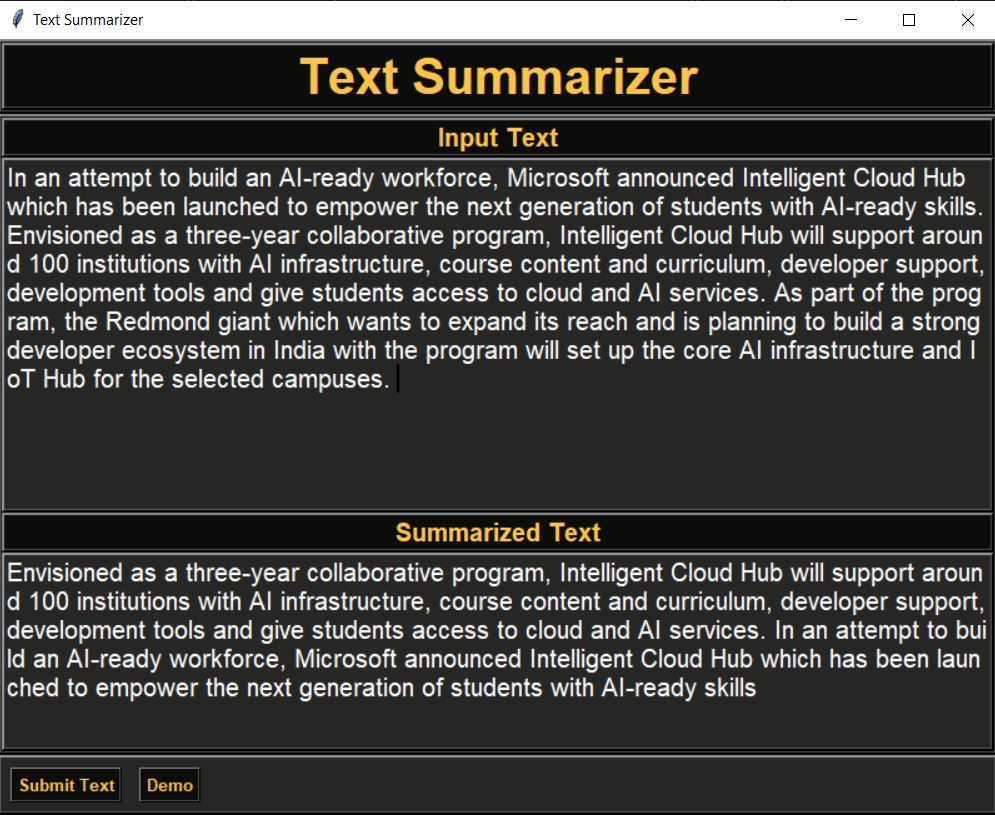 Text Summarizer
Text Summarizer
Input Text
In an attempt to build an AI-ready workforce, Microsoft announced Intelligent Cloud Hub
which has been launched to empower the next generation of students with AI-ready skills.
Envisioned as a three-year collaborative program, Intelligent Cloud Hub will support aroun
d 100 institutions with AI infrastructure, course content and curriculum, developer support,
development tools and give students access to cloud and AI services. As part of the prog
ram, the Redmond giant which wants to expand its reach and is planning to build a strong
developer ecosystem in India with the program will set up the core AI infrastructure and I
oT Hub for the selected campuses.
Summarized Text
Envisioned as a three-year collaborative program, Intelligent Cloud Hub will support aroun
d 100 institutions with AI infrastructure, course content and curriculum, developer support,
development tools and give students access to cloud and AI services. In an attempt to bui
ld an AI-ready workforce, Microsoft announced Intelligent Cloud Hub which has been laun
ched to empower the next generation of students with AI-ready skills
Submit Text Demo